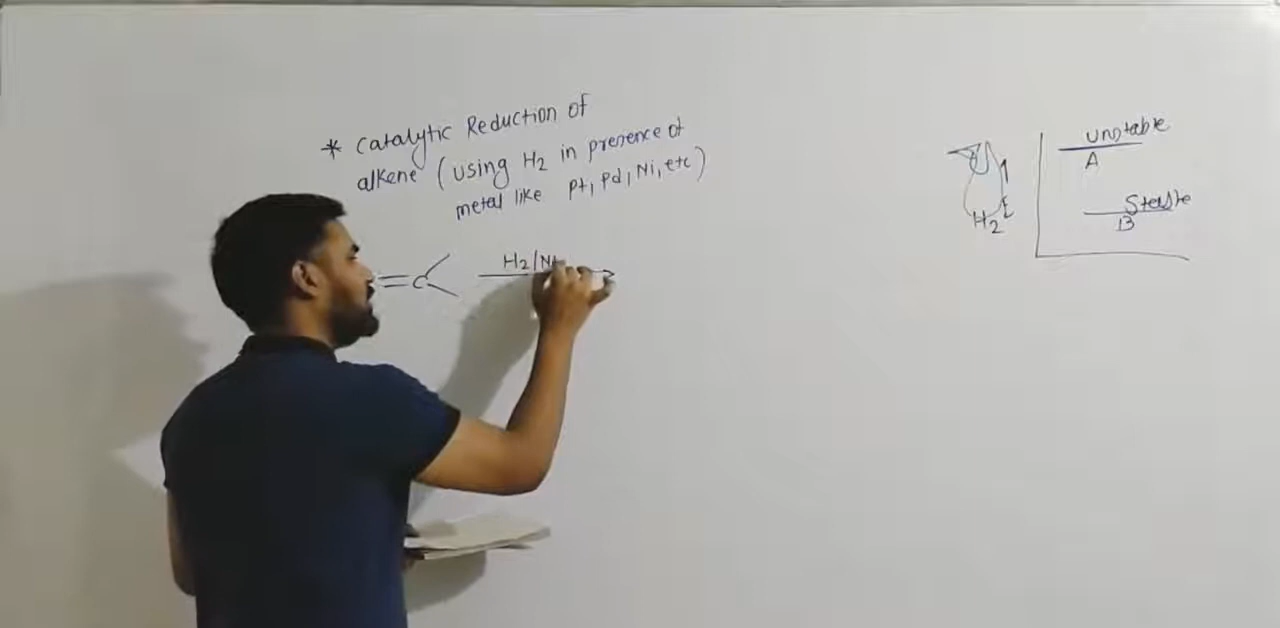 * Catalytic Reduction of
alkene (using H2 in presence of
metal like Pt, Pd, Ni, etc)
=C
H2/Ni
H2
Unstable
A
Stable
B